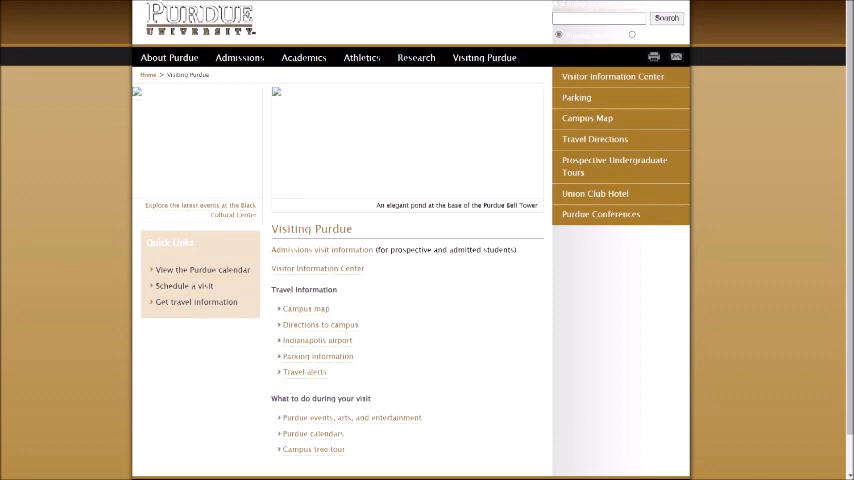 PURDUE
UNIVERSITY
Search
About Purdue Admissions Academics Athletics Research Visiting Purdue
Home > Visiting Purdue
Explore the latest events at the Black
Cultural Center
An elegant pond at the base of the Purdue Bell Tower
Quick Links
View the Purdue calendar
Schedule a visit
Get travel information
Visiting Purdue
Admissions visit information (for prospective and admitted students)
Visitor Information Center
Travel Information
Campus map
Directions to campus
Indianapolis airport
Parking information
Travel alerts
What to do during your visit
Purdue events, arts, and entertainment
Purdue calendars
Campus tree tour
Visitor Information Center
Parking
Campus Map
Travel Directions
Prospective Undergraduate
Tours
Union Club Hotel
Purdue Conferences